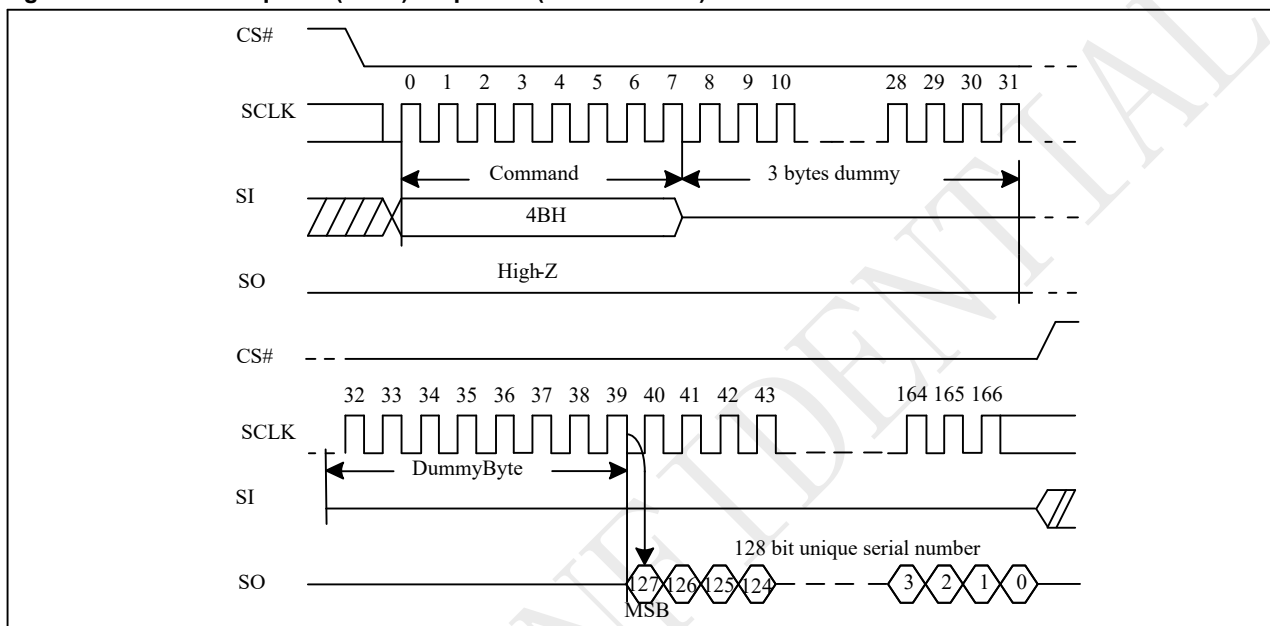 CS#
0 1 2 3 4 5 6 7 8 9 10 28 29 30 31
SCLK
Command 3 bytes dummy
SI
4BH
High-Z
SO
CS#
32 33 34 35 36 37 38 39 40 41 42 43 164 165 166
SCLK
DummyByte
SI
128 bit unique serial number
SO 127 126 125 124 3 2 1 0
MSB